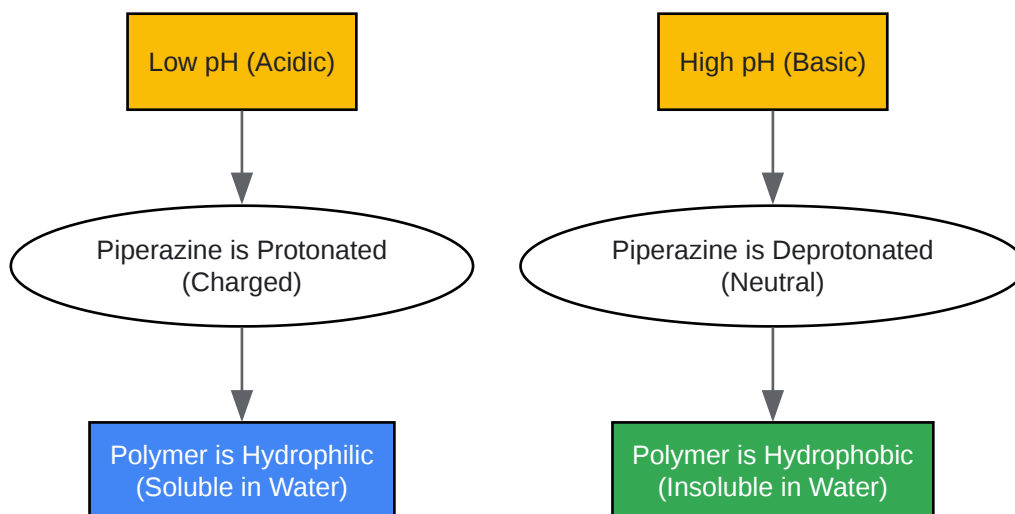 Low pH (Acidic)
High pH (Basic)
Piperazine is Protonated
(Charged)
Piperazine is Deprotonated
(Neutral)
Polymer is Hydrophilic
(Soluble in Water)
Polymer is Hydrophobic
(Insoluble in Water)